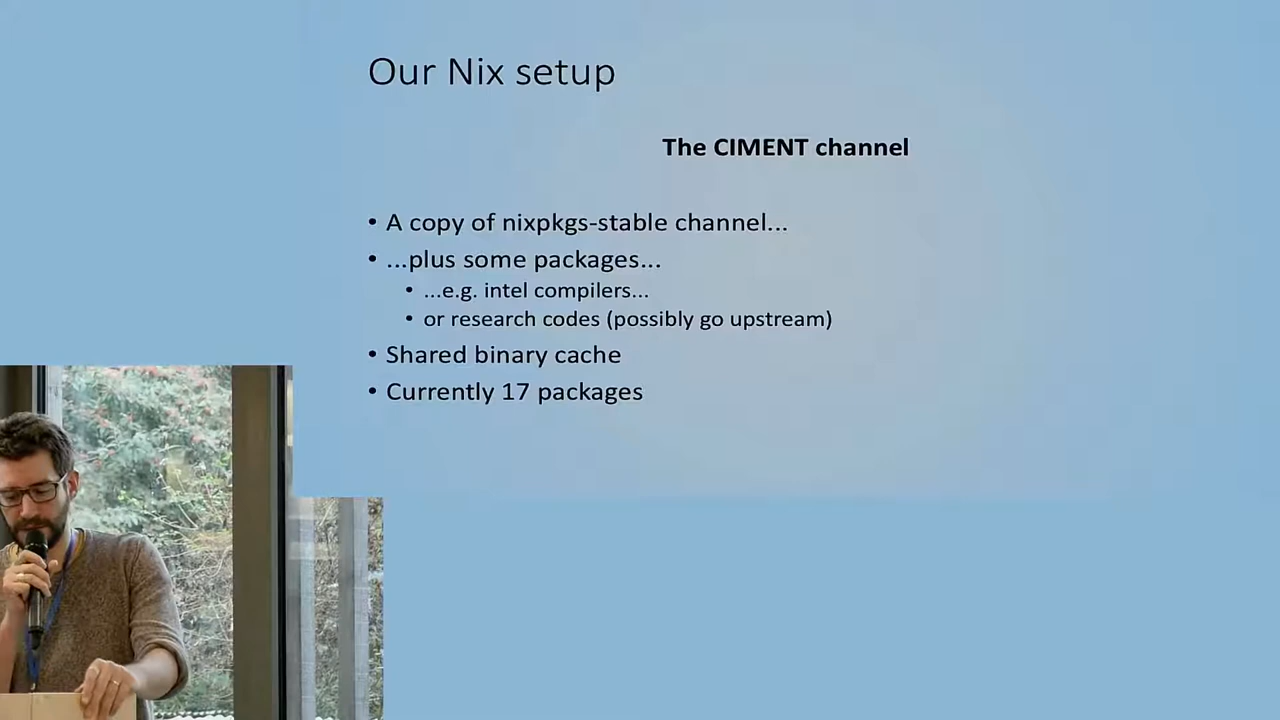 Our Nix setup
The CIMENT channel
• A copy of nixpkgs-stable channel...
• ...plus some packages...
• ...e.g. intel compilers...
• or research codes (possibly go upstream)
• Shared binary cache
• Currently 17 packages